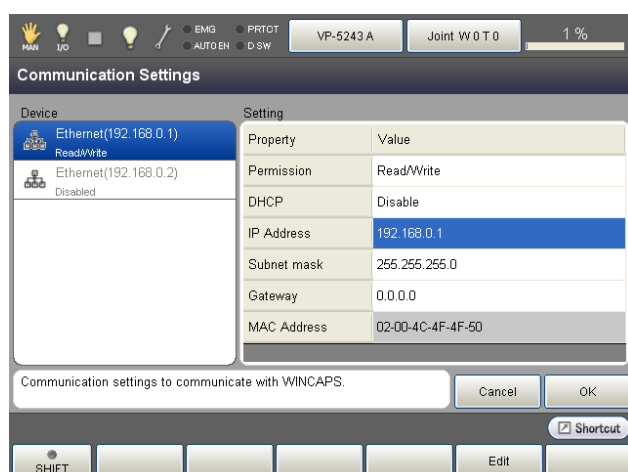 MAN
I/O
EMG
AUTO EN
PRTCT
D SW
VP-5243 A
Joint W 0 T 0
1 %
Communication Settings
Device
Setting
Ethernet(192.168.0.1)
Read/Write
Ethernet(192.168.0.2)
Disabled
Property Value
Permission Read/Write
DHCP Disable
IP Address 192.168.0.1
Subnet mask 255.255.255.0
Gateway 0.0.0.0
MAC Address 02-00-4C-4F-4F-50
Communication settings to communicate with WINCAPS.
Cancel
OK
Shortcut
SHIFT
Edit